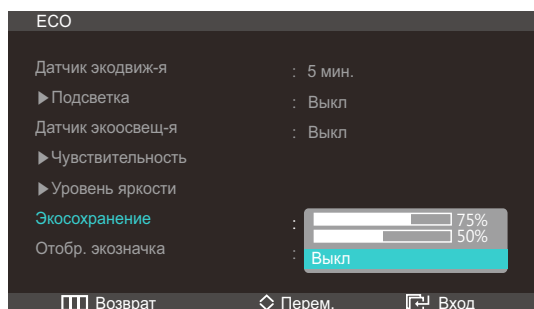 ECO
Датчик экодвиж-я : 5 мин.
▶Подсветка : Выкл
Датчик экоосвещ-я : Выкл
▶Чувствительность
▶Уровень яркости
Экосохранение : 75%
50%
Отобр. экозначка : Выкл
Возврат Перем. Вход